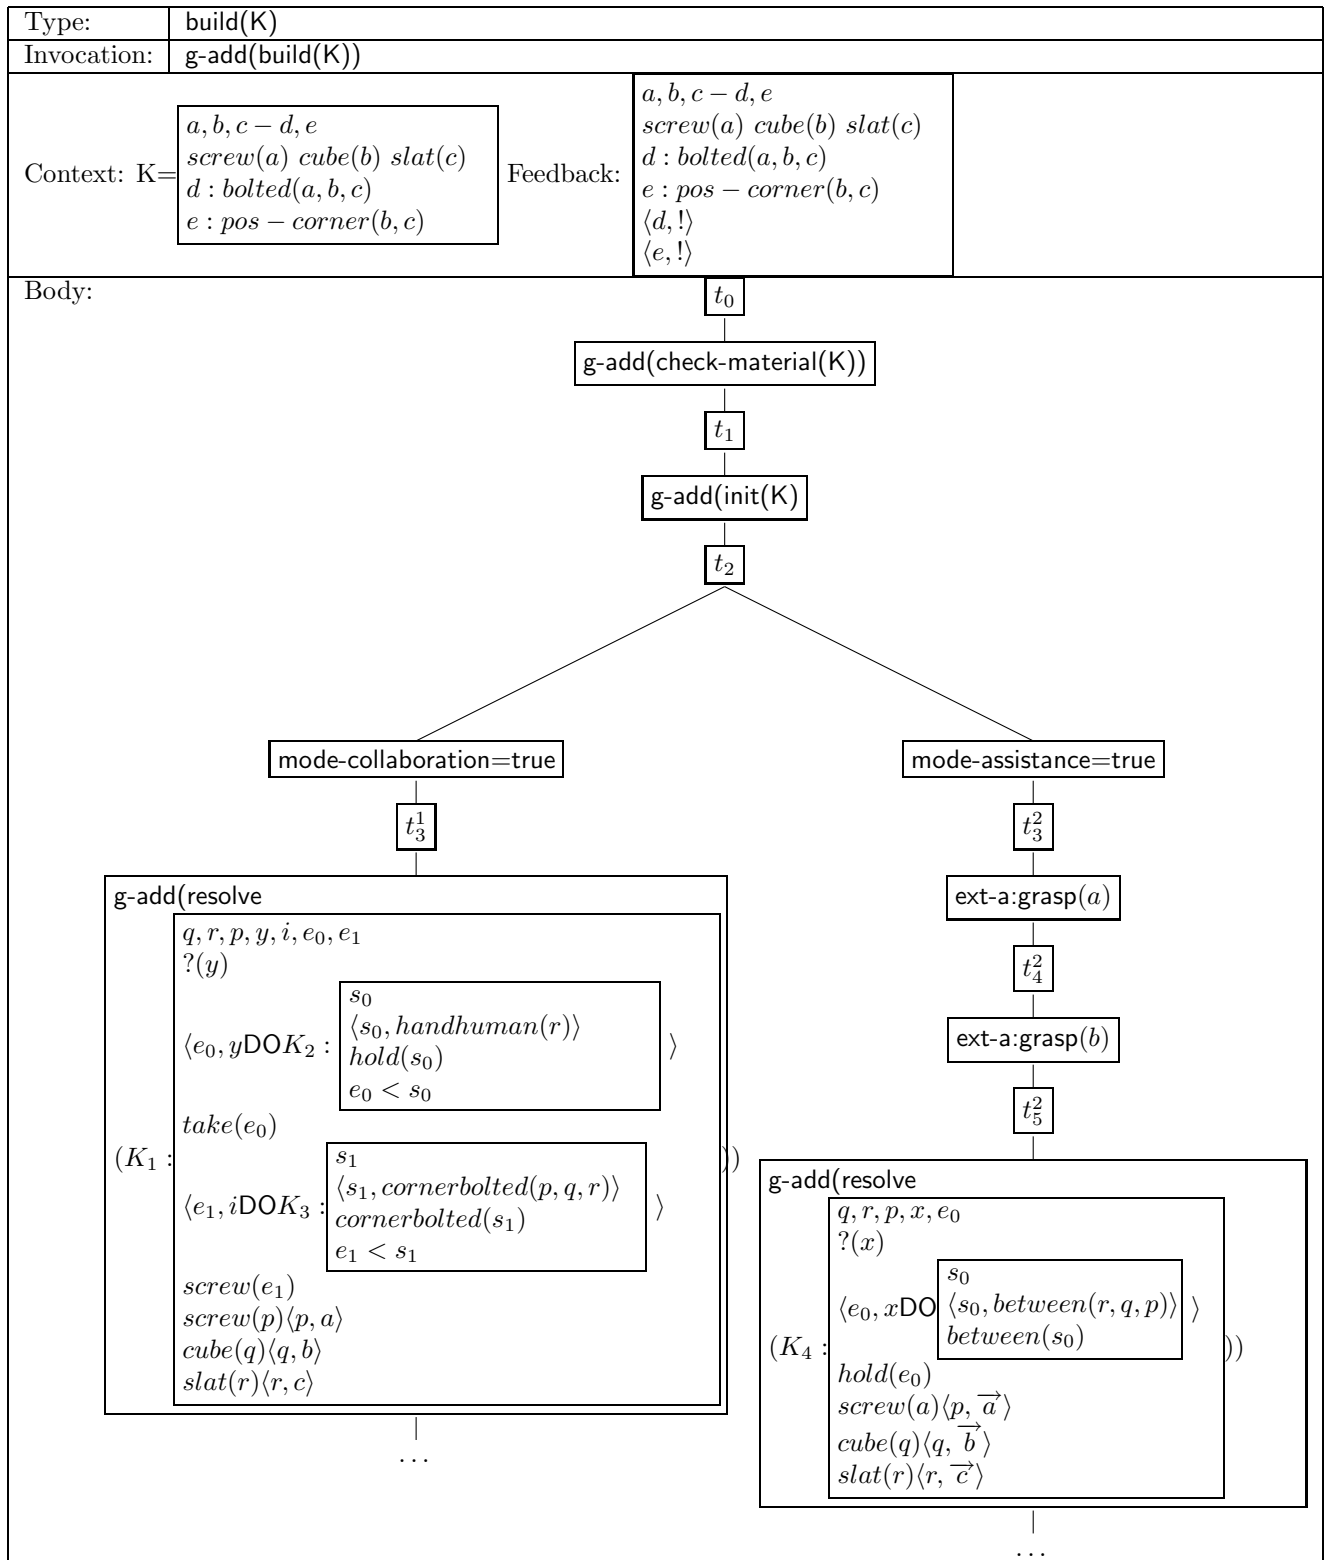 Type: build(K)
Invocation: g-add(build(K))
Context: K=
a, b, c − d, e
screw(a) cube(b) slat(c)
d : bolted(a, b, c)
e : pos − corner(b, c)
Feedback:
a, b, c − d, e
screw(a) cube(b) slat(c)
d : bolted(a, b, c)
e : pos − corner(b, c)
⟨d, !⟩
⟨e, !⟩
Body:
t₀
g-add(check-material(K))
t₁
g-add(init(K)
t₂
mode-collaboration=true
t₃¹
g-add(resolve
(K₁ :
q, r, p, y, i, e₀, e₁
?(y)
⟨e₀, yDOK₂ :
s₀
⟨s₀, handhuman(r)⟩
hold(s₀)
e₀ < s₀
⟩
take(e₀)
⟨e₁, iDOK₃ :
s₁
⟨s₁, cornerbolted(p, q, r)⟩
cornerbolted(s₁)
e₁ < s₁
⟩
screw(e₁)
screw(p)⟨p, a⟩
cube(q)⟨q, b⟩
slat(r)⟨r, c⟩
))
. . .
mode-assistance=true
t₃²
ext-a:grasp(a)
t₄²
ext-a:grasp(b)
t₅²
g-add(resolve
(K₄ :
q, r, p, x, e₀
?(x)
⟨e₀, xDO
s₀
⟨s₀, between(r, q, p)⟩
between(s₀)
⟩
hold(e₀)
screw(a)⟨p, a⃗⟩
cube(q)⟨q, b⃗⟩
slat(r)⟨r, c⃗⟩
))
. . .